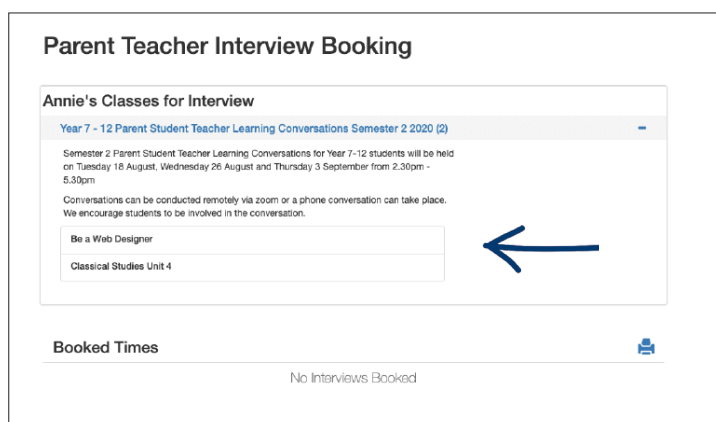 Parent Teacher Interview Booking
Annie's Classes for Interview
Year 7 - 12 Parent Student Teacher Learning Conversations Semester 2 2020 (2)
Semester 2 Parent Student Teacher Learning Conversations for Year 7-12 students will be held
on Tuesday 18 August, Wednesday 26 August and Thursday 3 September from 2.30pm -
5.30pm
Conversations can be conducted remotely via zoom or a phone conversation can take place.
We encourage students to be involved in the conversation.
Be a Web Designer
Classical Studies Unit 4
Booked Times
No Interviews Booked